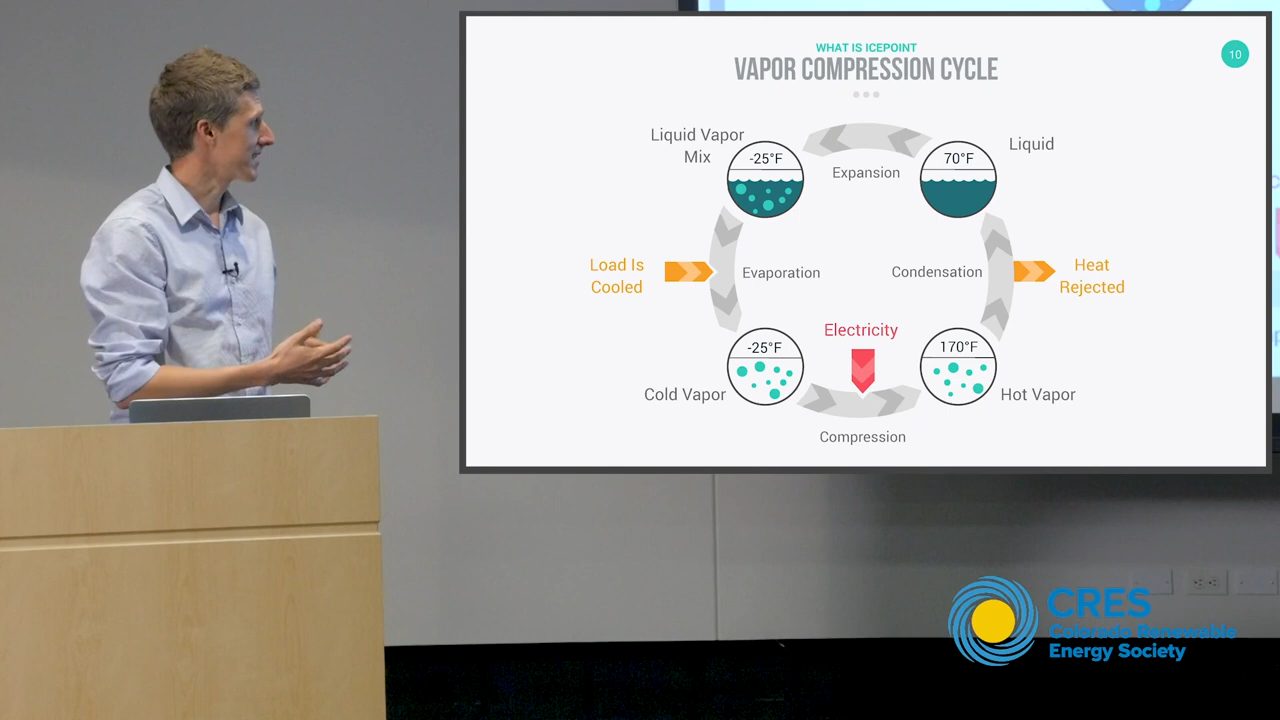 WHAT IS ICEPOINT
VAPOR COMPRESSION CYCLE
10
Liquid Vapor
Mix
-25°F
Expansion
70°F
Liquid
Load Is
Cooled
Evaporation
Condensation
Heat
Rejected
Electricity
-25°F
170°F
Cold Vapor
Hot Vapor
Compression
CRES
Colorado Renewable
Energy Society